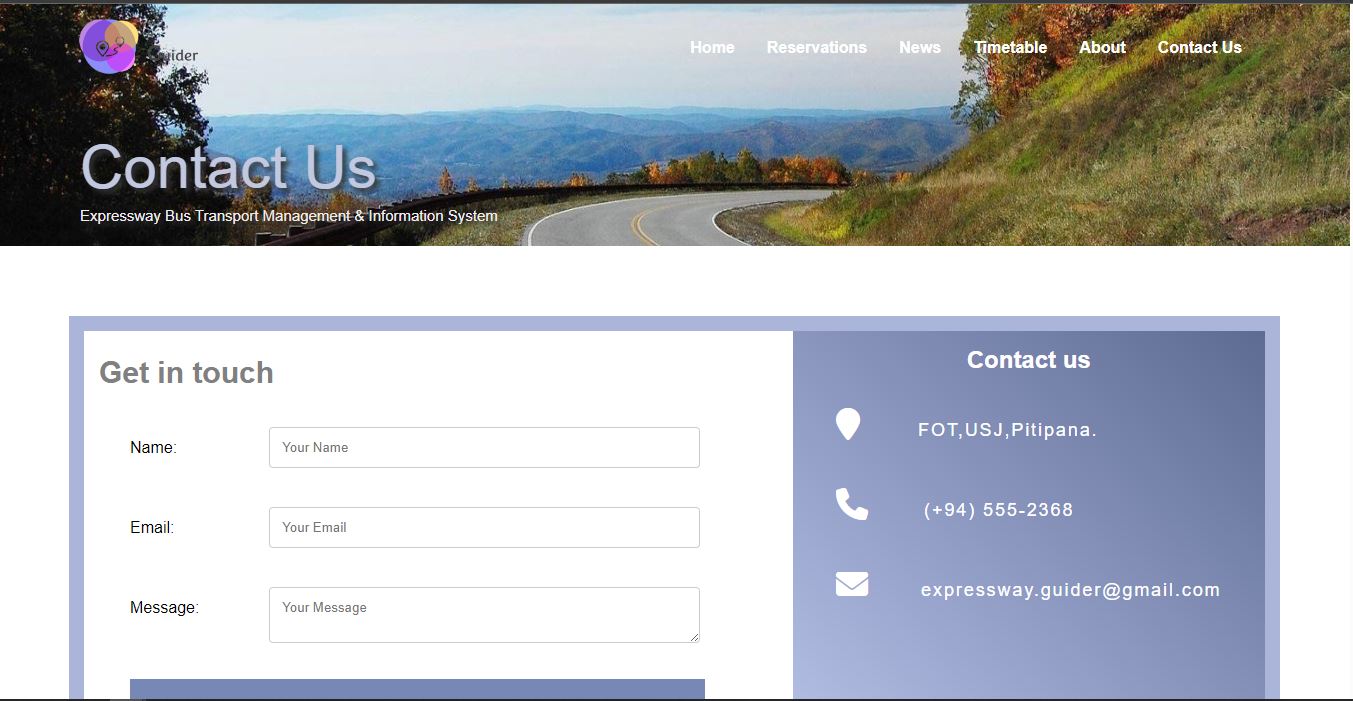 guider
Home Reservations News Timetable About Contact Us
Contact Us
Expressway Bus Transport Management & Information System
Get in touch
Name: Your Name
Email: Your Email
Message: Your Message
Contact us
FOT,USJ,Pitipana.
(+94) 555-2368
expressway.guider@gmail.com